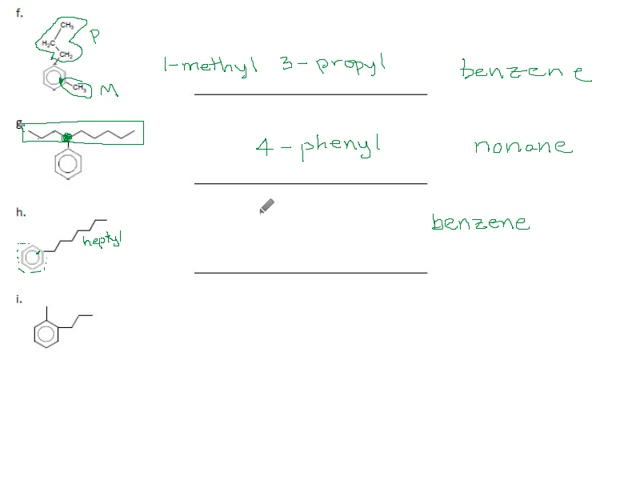 f.
CH₃
H₃C
CH₂
P
CH₃
M
1-methyl 3-propyl benzene
g.
4-phenyl nonane
h.
heptyl
benzene
i.